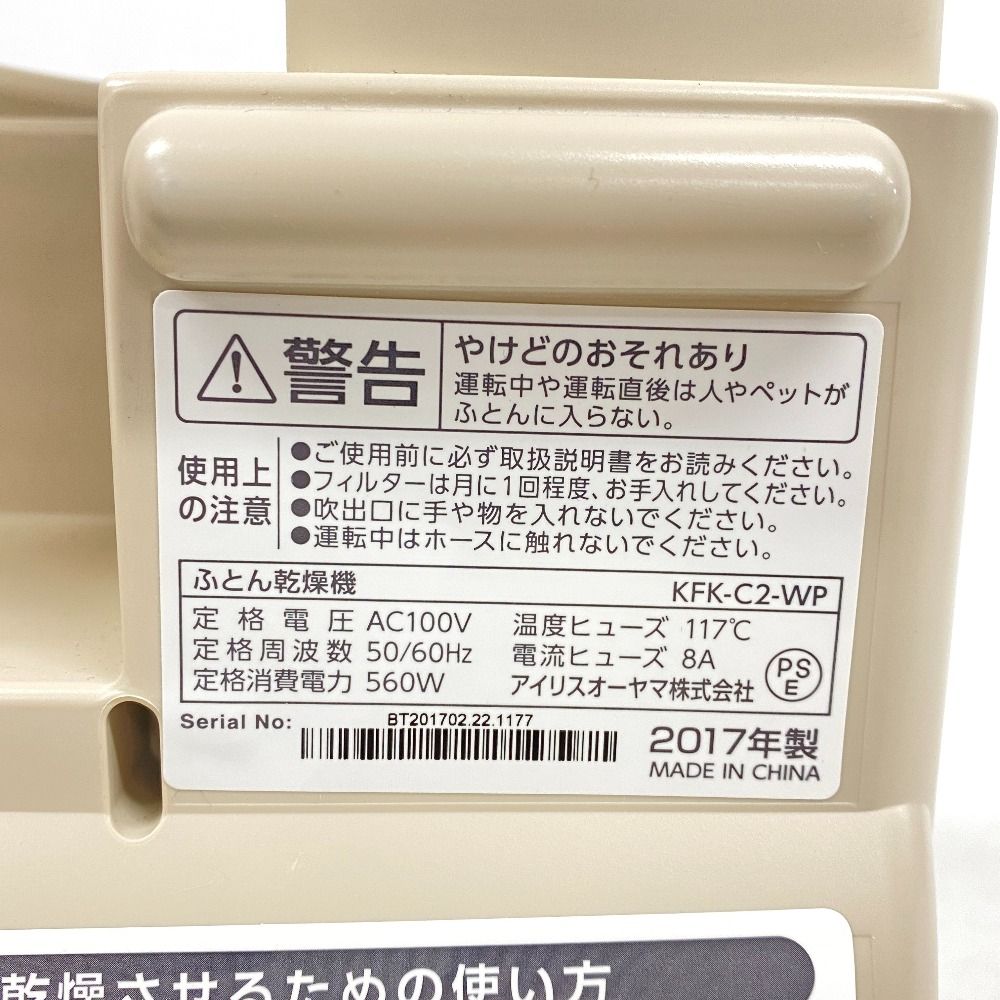 警告
やけどのおそれあり
運転中や運転直後は人やペットが
ふとんに入らない。
使用上
の注意
●ご使用前に必ず取扱説明書をお読みください。
●フィルターは月に1回程度、お手入れしてください。
●吹出口に手や物を入れないでください。
●運転中はホースに触れないでください。
ふとん乾燥機 KFK-C2-WP
定格電圧 AC100V 温度ヒューズ 117℃
定格周波数 50/60Hz 電流ヒューズ 8A
定格消費電力 560W アイリスオーヤマ株式会社
PS
E
Serial No: BT201702.22.1177
2017年製
MADE IN CHINA
乾燥させるための使い方